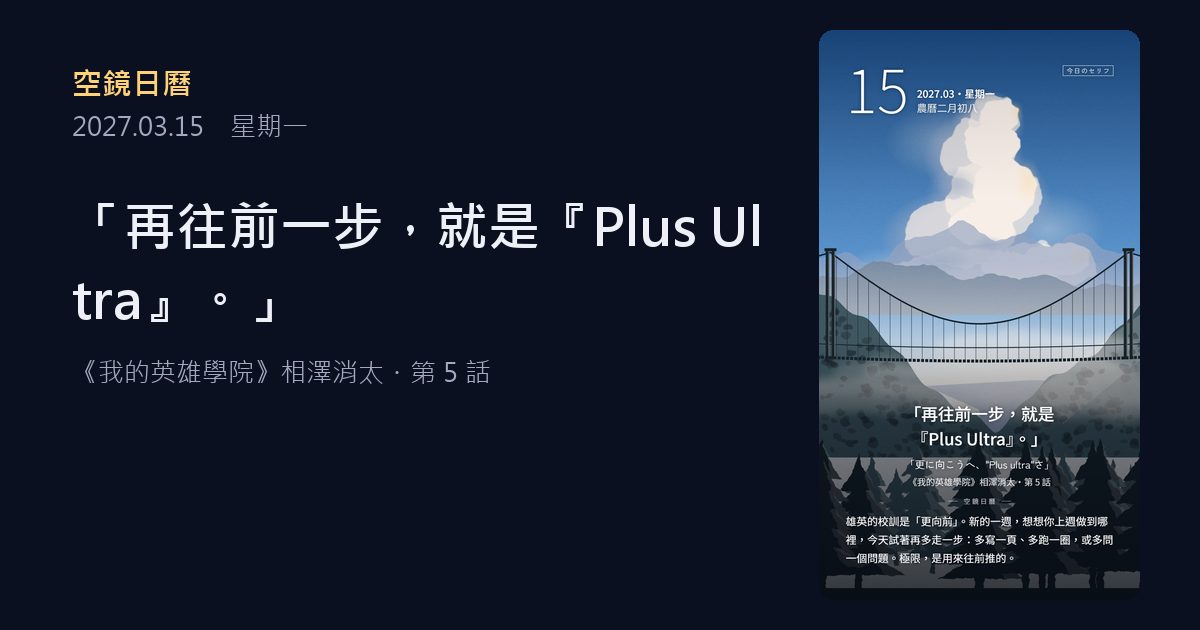 空鏡日曆
2027.03.15　星期一
「再往前一步，就是『Plus Ul
tra』。」
《我的英雄學院》相澤消太・第 5 話
今日のセリフ
15
2027.03・星期一
農曆二月初八
「再往前一步，就是
『Plus Ultra』。」
「更に向こうへ、"Plus ultra"さ」
《我的英雄學院》相澤消太・第 5 話
空鏡日曆
雄英的校訓是「更向前」。新的一週，想想你上週做到哪
裡，今天試著再多走一步：多寫一頁、多跑一圈，或多問
一個問題。極限，是用來往前推的。